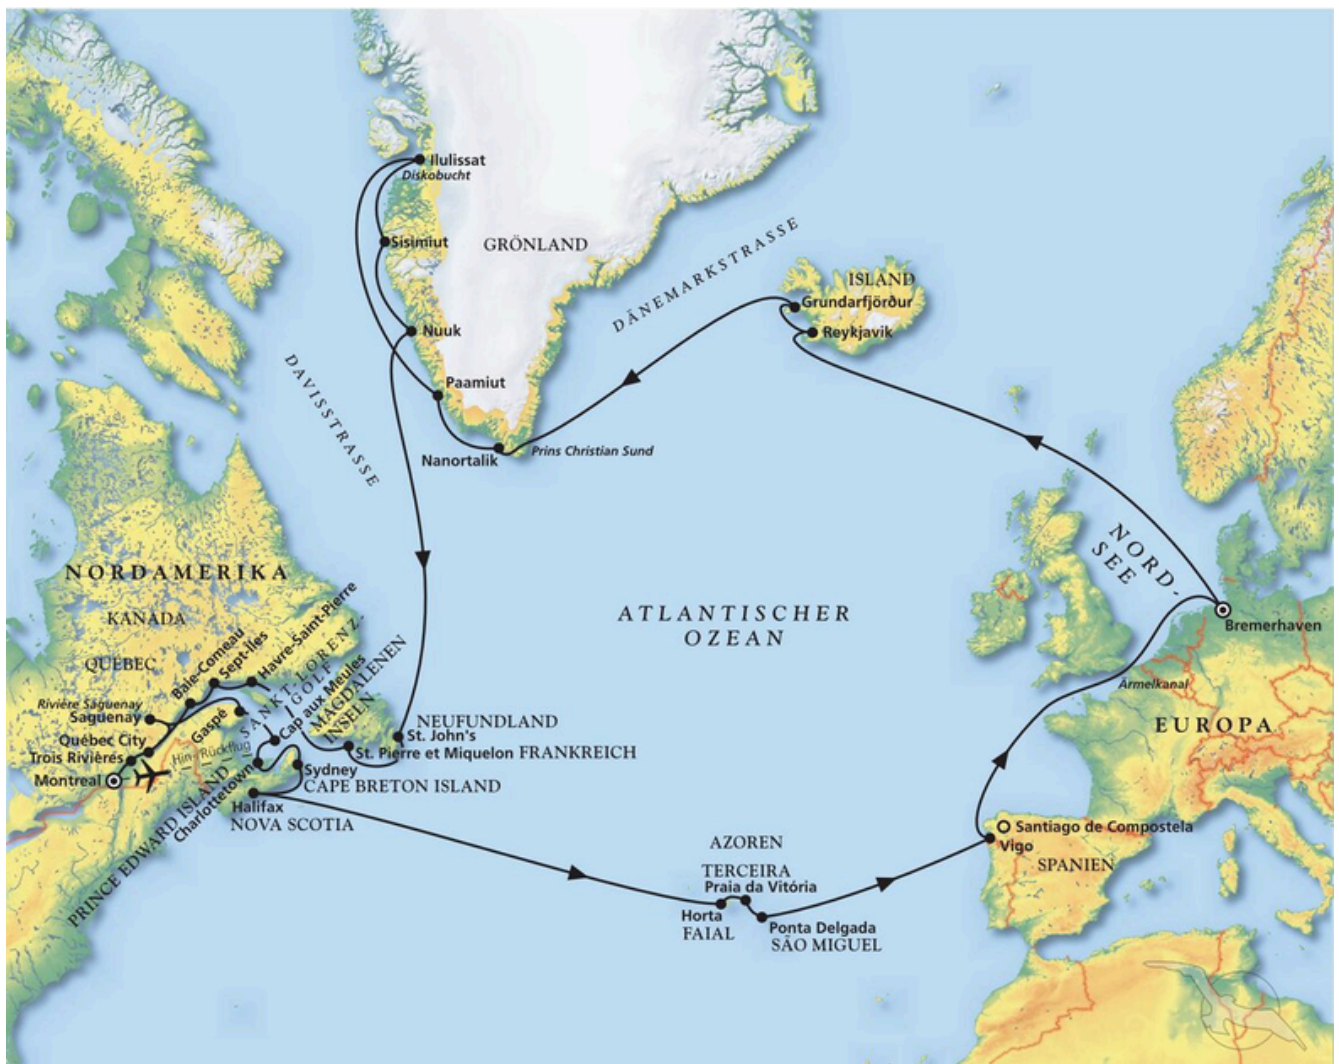 Ilulissat
Diskobucht
Sisimiut
GRÖNLAND
Nuuk
Paamiut
Nanortalik
Prins Christian Sund
DÄNEMARKSTRASSE
ISLAND
Grundarfjörður
Reykjavik
DAVISSTRASSE
NORDAMERIKA
KANADA
QUÉBEC
ATLANTISCHER
OZEAN
NORD-
SEE
Bremerhaven
Ärmelkanal
EUROPA
Baie-Comeau
Sept-Îles
Havre-Saint-Pierre
SANKT-LORENZ-
GOLF
Cap aux Meules
MAGDALENEN
INSELN
Rivière Saguenay
Saguenay
Gaspé
Québec City
Trois Rivières
Hin-/Rückflug
Montreal
NEUFUNDLAND
St. John's
St. Pierre et Miquelon FRANKREICH
Sydney
CAPE BRETON ISLAND
Charlottetown
PRINCE EDWARD ISLAND
Halifax
NOVA SCOTIA
AZOREN
TERCEIRA
Praia da Vitória
Horta
FAIAL
Ponta Delgada
SÃO MIGUEL
Santiago de Compostela
Vigo
SPANIEN